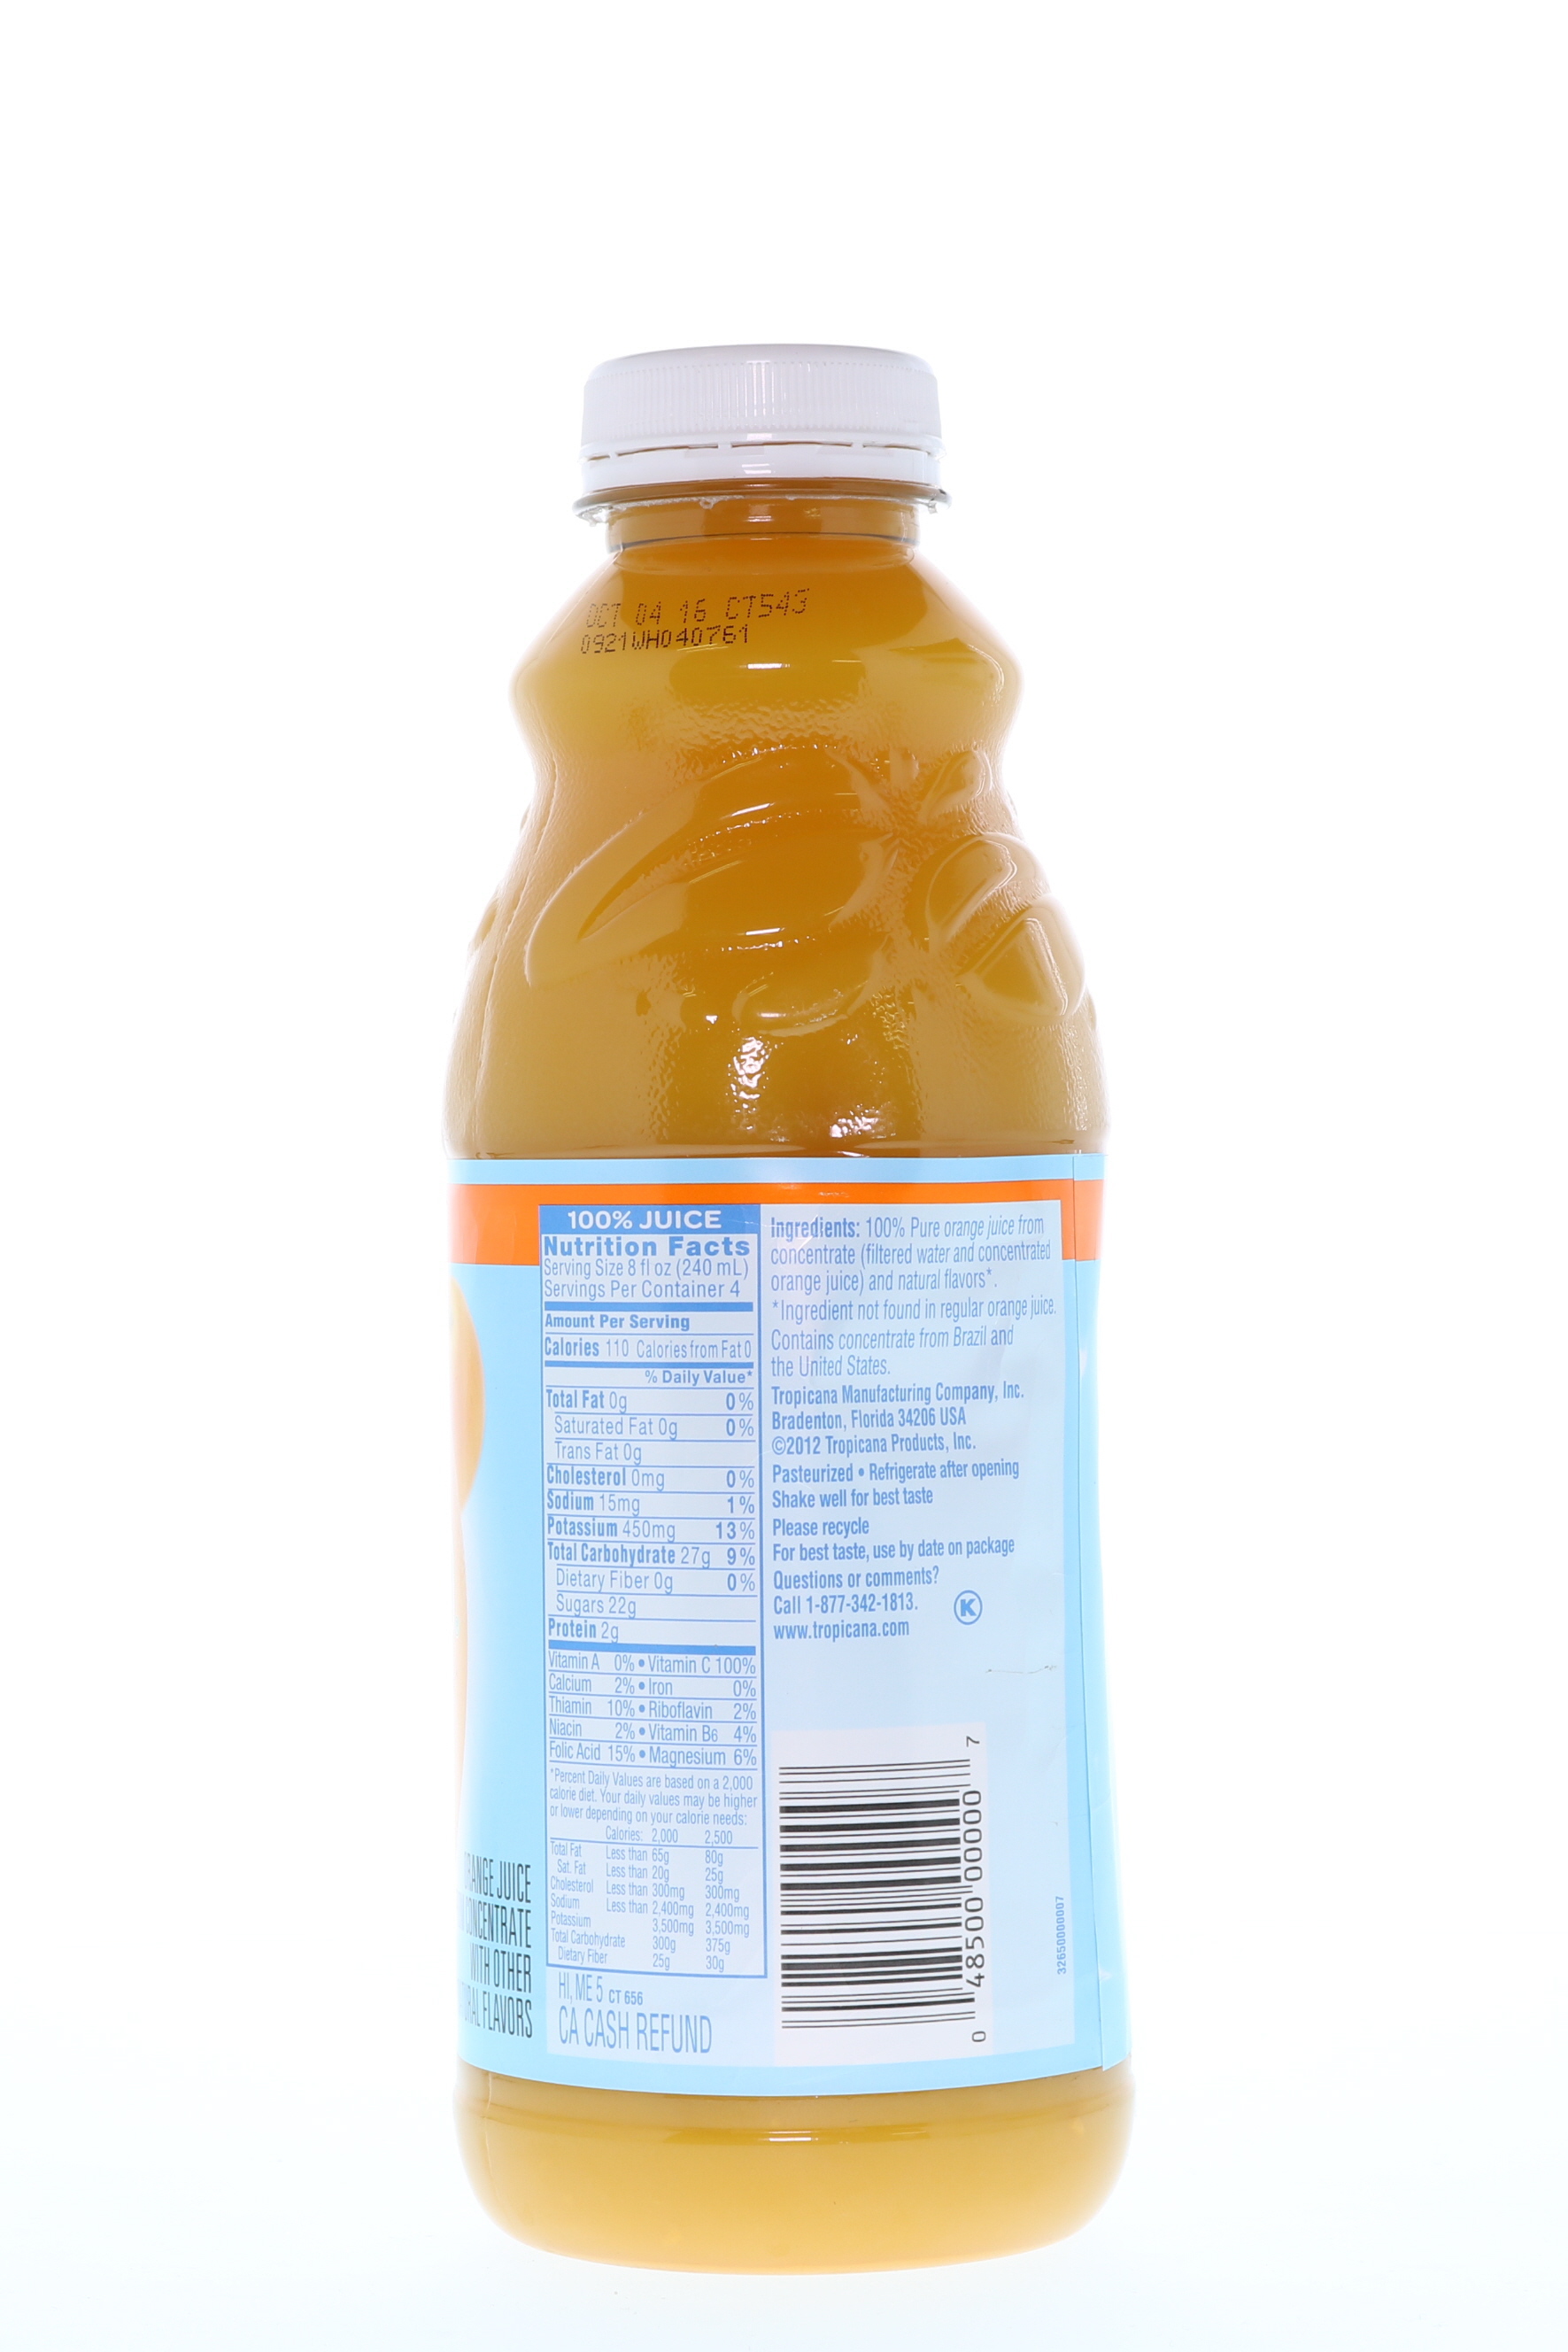 OCT 04 16 CT543
0921WH040761
100% JUICE
Nutrition Facts
Serving Size 8 fl oz (240 mL)
Servings Per Container 4
Amount Per Serving
Calories 110 Calories from Fat 0
% Daily Value*
Total Fat 0g 0%
Saturated Fat 0g 0%
Trans Fat 0g
Cholesterol 0mg 0%
Sodium 15mg 1%
Potassium 450mg 13%
Total Carbohydrate 27g 9%
Dietary Fiber 0g 0%
Sugars 22g
Protein 2g
Vitamin A 0% • Vitamin C 100%
Calcium 2% • Iron 0%
Thiamin 10% • Riboflavin 2%
Niacin 2% • Vitamin B6 4%
Folic Acid 15% • Magnesium 6%
*Percent Daily Values are based on a 2,000
calorie diet. Your daily values may be higher
or lower depending on your calorie needs:
Calories: 2,000 2,500
Total Fat Less than 65g 80g
Sat. Fat Less than 20g 25g
Cholesterol Less than 300mg 300mg
Sodium Less than 2,400mg 2,400mg
Potassium 3,500mg 3,500mg
Total Carbohydrate 300g 375g
Dietary Fiber 25g 30g
HI, ME 5 CT 656
CA CASH REFUND
Ingredients: 100% Pure orange juice from
concentrate (filtered water and concentrated
orange juice) and natural flavors*.
*Ingredient not found in regular orange juice.
Contains concentrate from Brazil and
the United States.
Tropicana Manufacturing Company, Inc.
Bradenton, Florida 34206 USA
©2012 Tropicana Products, Inc.
Pasteurized • Refrigerate after opening
Shake well for best taste
Please recycle
For best taste, use by date on package
Questions or comments?
Call 1-877-342-1813.
www.tropicana.com
K
0 48500 00000 7
32650000007
RANGE JUICE
CONCENTRATE
WITH OTHER
RAL FLAVORS